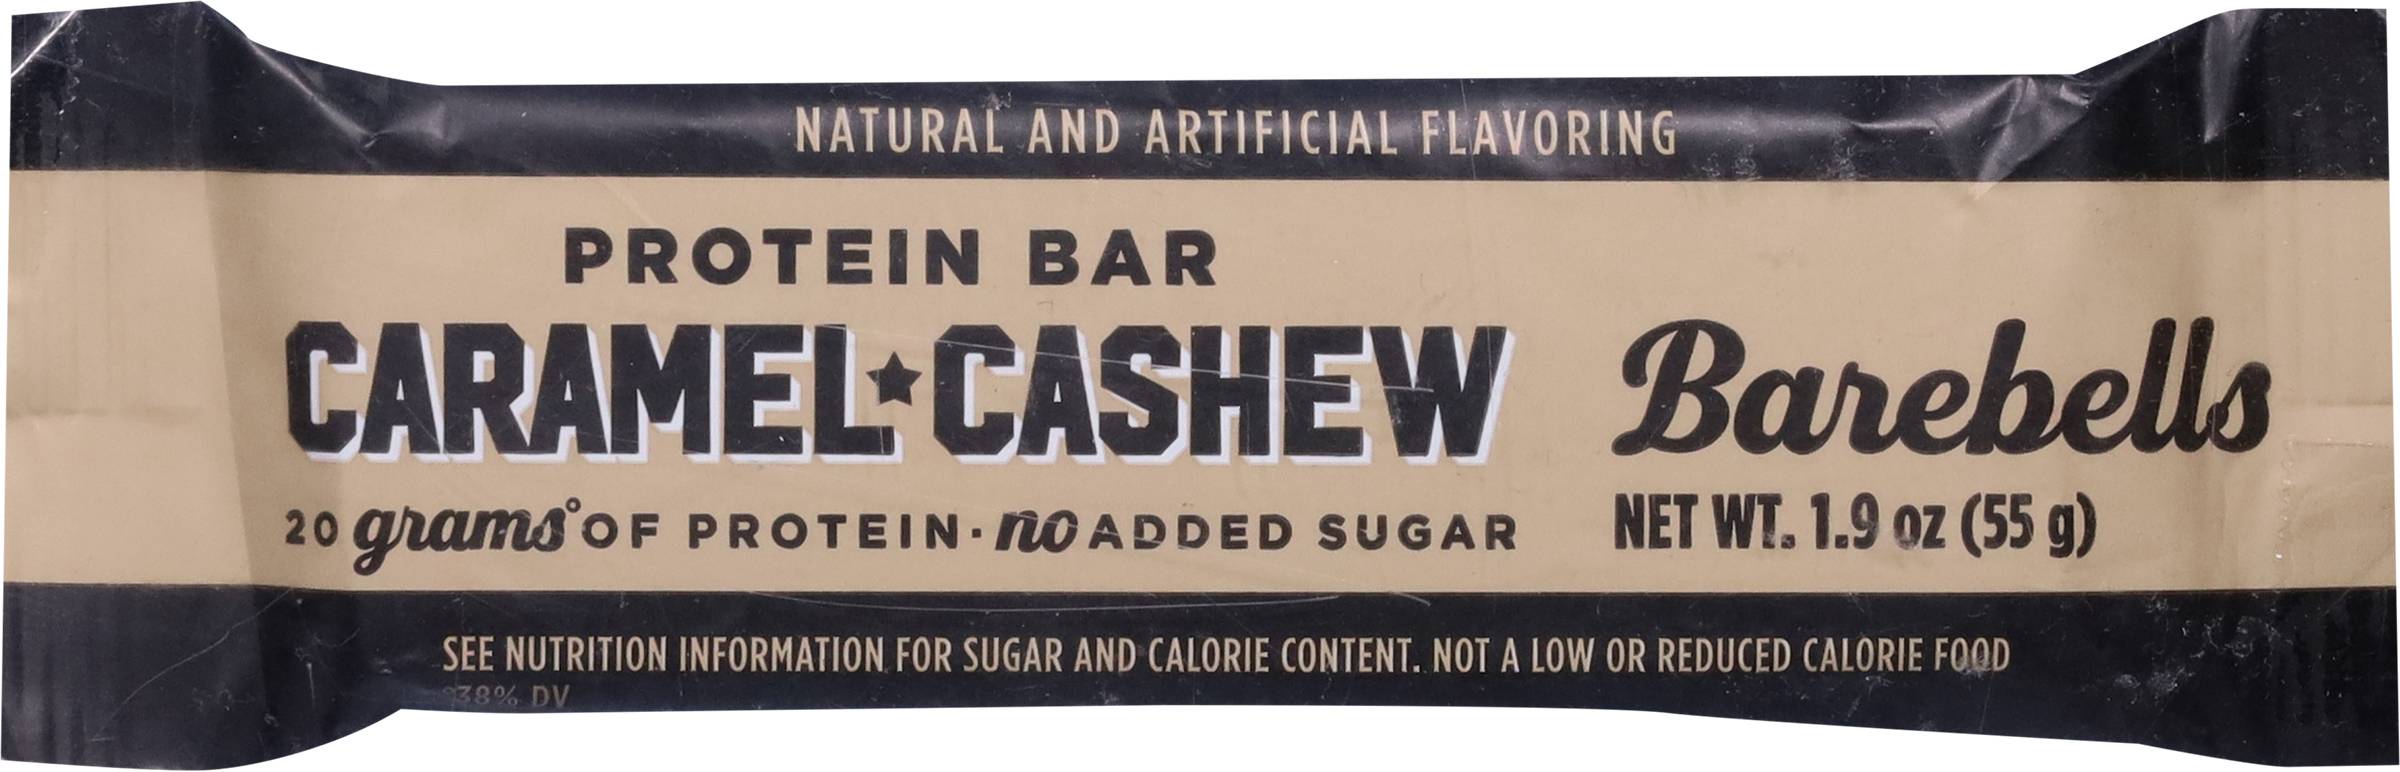 NATURAL AND ARTIFICIAL FLAVORING
PROTEIN BAR
CARAMEL★CASHEW
20 grams° OF PROTEIN · no ADDED SUGAR
Barebells
NET WT. 1.9 oz (55 g)
SEE NUTRITION INFORMATION FOR SUGAR AND CALORIE CONTENT. NOT A LOW OR REDUCED CALORIE FOOD
°38% DV